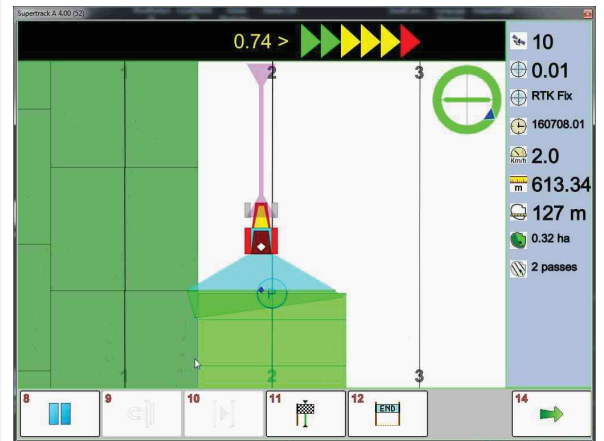 Supertrack A 4.00 (52)
0.74 >
10
0.01
RTK Fix
160708.01
Km/h 2.0
m 613.34
127 m
0.32 ha
2 passes
1 2 3
P
1 2 3
8 9 10 11 12 14
END